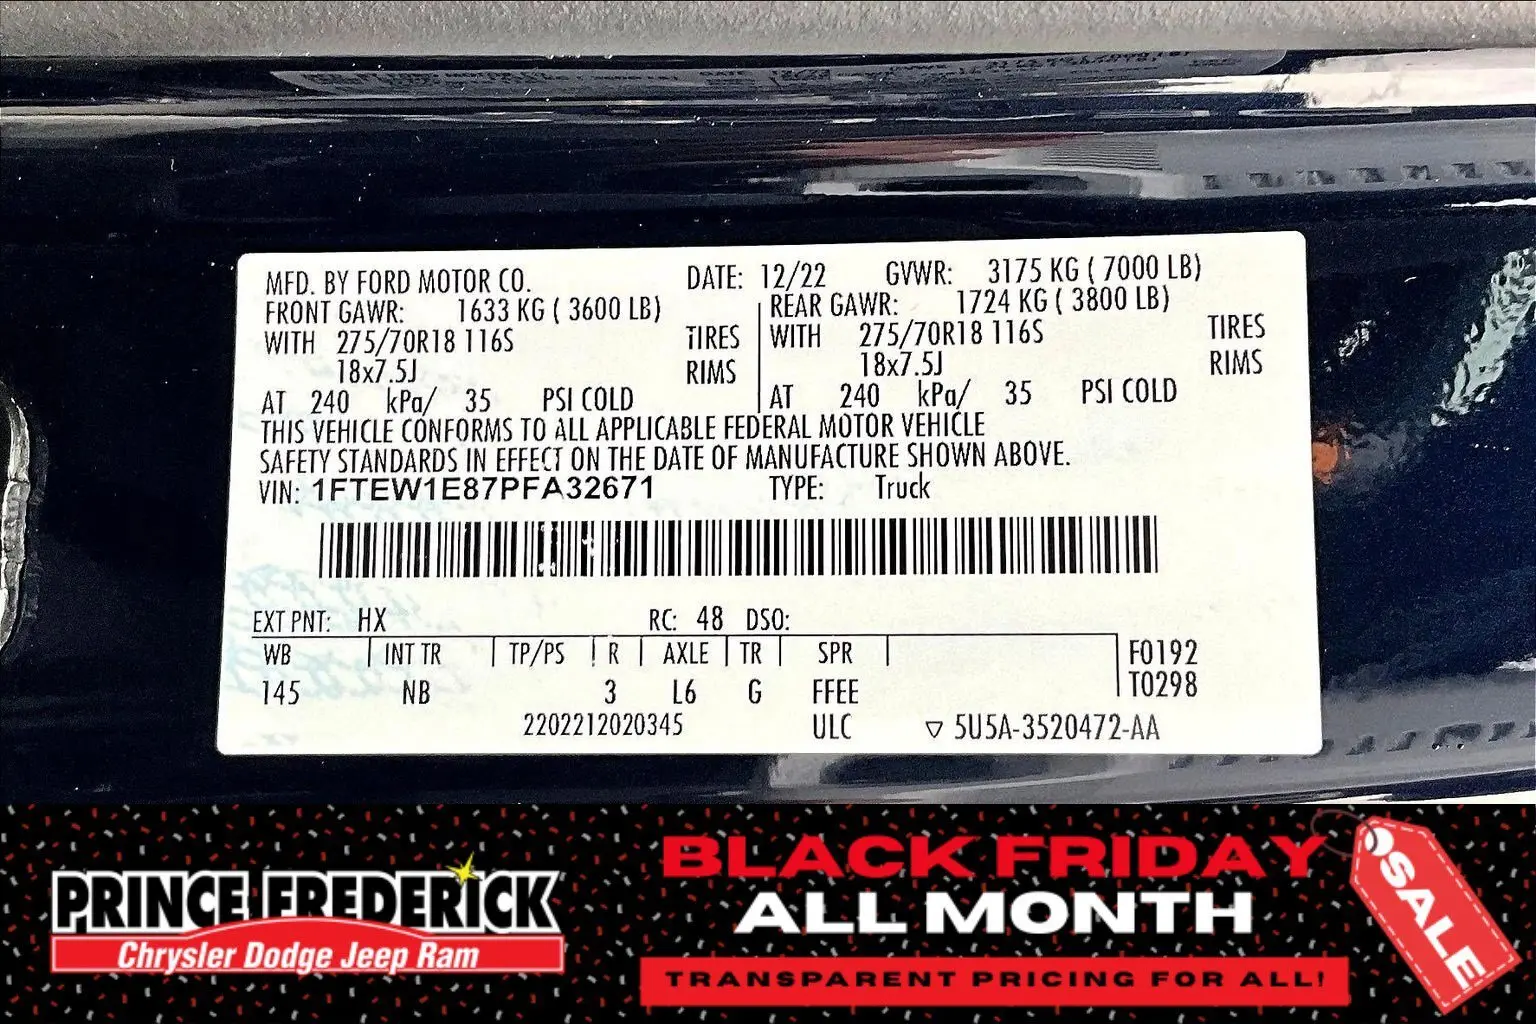 MFD. BY FORD MOTOR CO. DATE: 12/22 GVWR: 3175 KG ( 7000 LB)
FRONT GAWR: 1633 KG ( 3600 LB) REAR GAWR: 1724 KG ( 3800 LB)
WITH 275/70R18 116S TIRES WITH 275/70R18 116S TIRES
18x7.5J RIMS 18x7.5J RIMS
AT 240 kPa/ 35 PSI COLD AT 240 kPa/ 35 PSI COLD
THIS VEHICLE CONFORMS TO ALL APPLICABLE FEDERAL MOTOR VEHICLE
SAFETY STANDARDS IN EFFECT ON THE DATE OF MANUFACTURE SHOWN ABOVE.
VIN: 1FTEW1E87PFA32671 TYPE: Truck
EXT PNT: HX RC: 48 DSO:
WB INT TR TP/PS R AXLE TR SPR F0192
145 NB 3 L6 G FFEE T0298
2202212020345 ULC ▽ 5U5A-3520472-AA
PRINCE FREDERICK
Chrysler Dodge Jeep Ram
BLACK FRIDAY
ALL MONTH
TRANSPARENT PRICING FOR ALL!
SALE